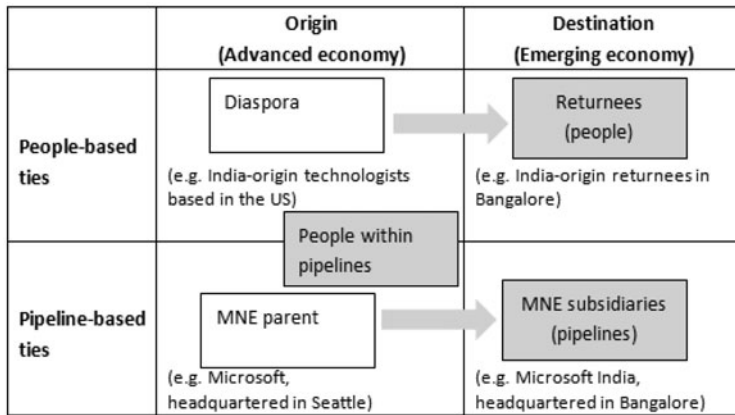 Origin
(Advanced economy)
Destination
(Emerging economy)
People-based
ties
Diaspora
(e.g. India-origin technologists
based in the US)
Returnees
(people)
(e.g. India-origin returnees in
Bangalore)
People within
pipelines
Pipeline-based
ties
MNE parent
(e.g. Microsoft,
headquartered in Seattle)
MNE subsidiaries
(pipelines)
(e.g. Microsoft India,
headquartered in Bangalore)